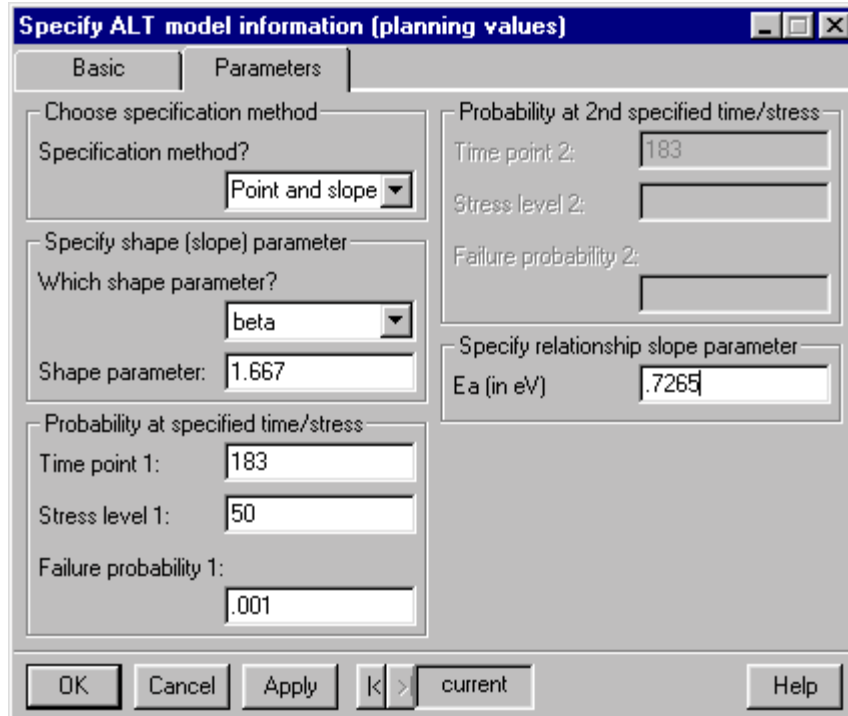 Specify ALT model information (planning values)
Basic
Parameters
Choose specification method
Specification method?
Point and slope
Specify shape (slope) parameter
Which shape parameter?
beta
Shape parameter:
1.667
Probability at specified time/stress
Time point 1:
183
Stress level 1:
50
Failure probability 1:
.001
Probability at 2nd specified time/stress
Time point 2:
183
Stress level 2:
Failure probability 2:
Specify relationship slope parameter
Ea (in eV)
.7265
OK
Cancel
Apply
current
Help